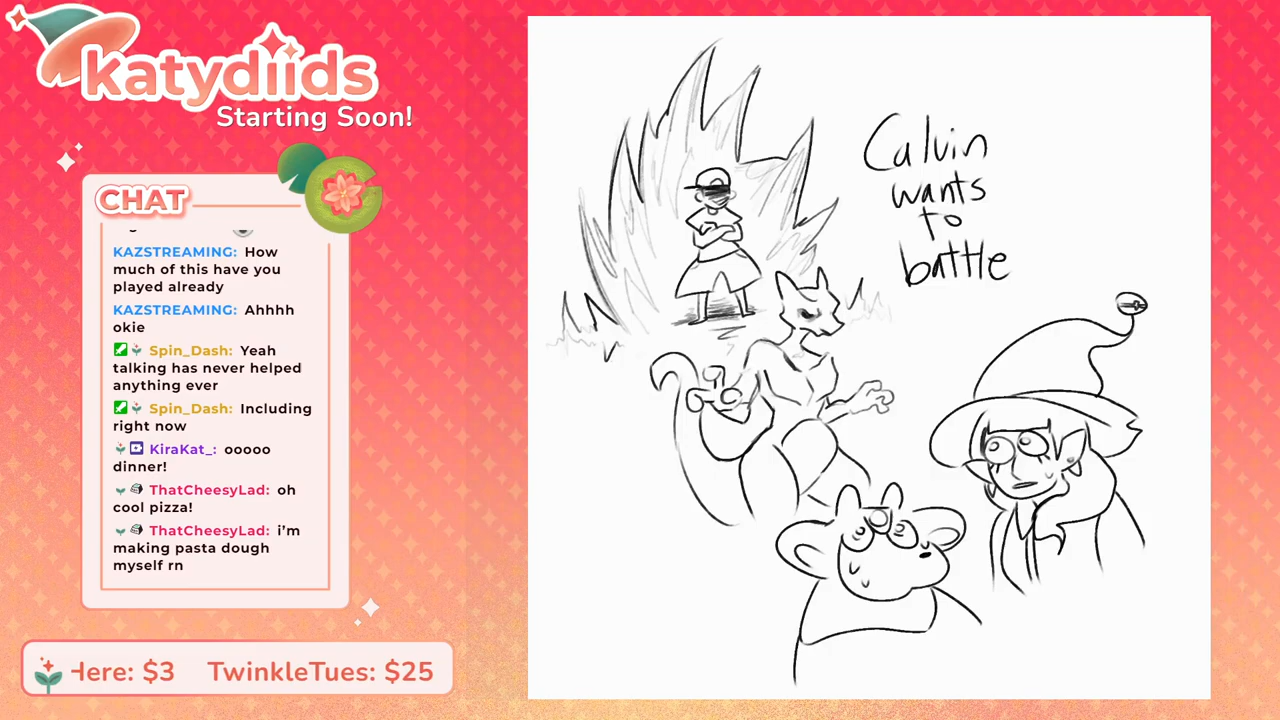 Katydiids
Starting Soon!
CHAT
KAZSTREAMING: How
much of this have you
played already
KAZSTREAMING: Ahhhh
okie
Spin_Dash: Yeah
talking has never helped
anything ever
Spin_Dash: Including
right now
KiraKat_: ooooo
dinner!
ThatCheesyLad: oh
cool pizza!
ThatCheesyLad: i'm
making pasta dough
myself rn
Here: $3 TwinkleTues: $25
Calvin
wants
to
battle